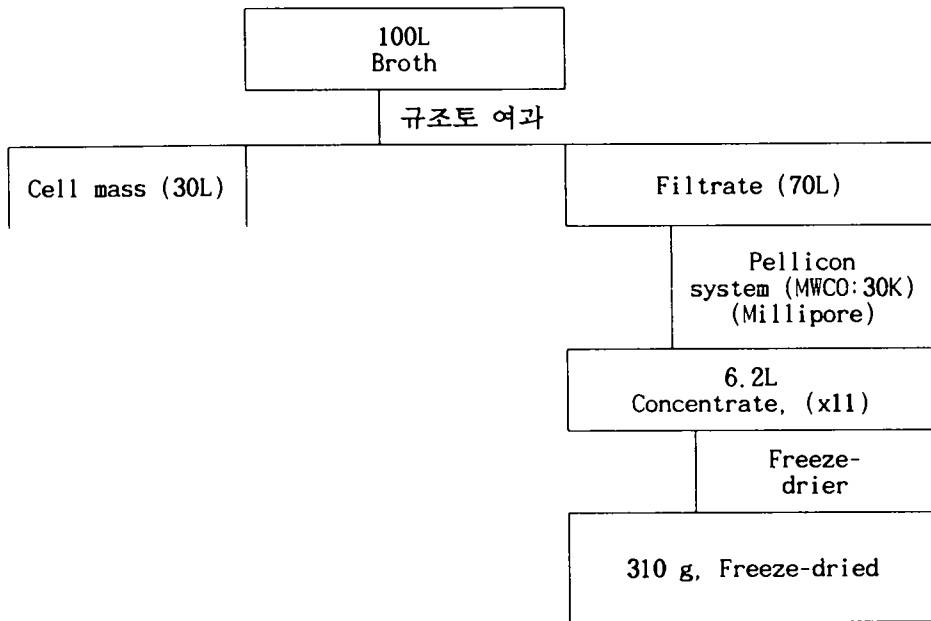 100L
Broth
규조토 여과
Cell mass (30L)
Filtrate (70L)
Pellicon
system (MWCO:30K)
(Millipore)
6.2L
Concentrate, (x11)
Freeze-
drier
310 g, Freeze-dried